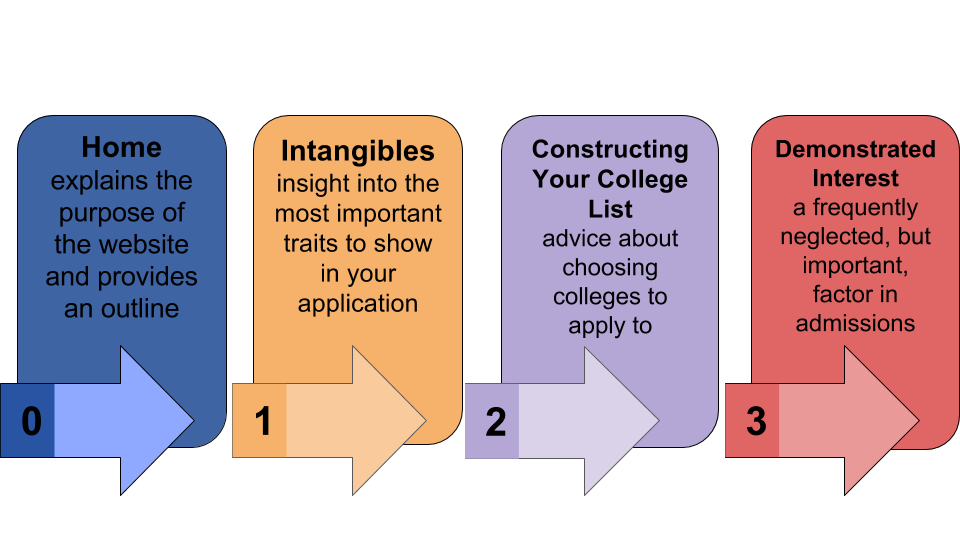 Home
explains the
purpose of
the website
and provides
an outline
0
Intangibles
insight into the
most important
traits to show
in your
application
1
Constructing
Your College
List
advice about
choosing
colleges to
apply to
2
Demonstrated
Interest
a frequently
neglected, but
important,
factor in
admissions
3